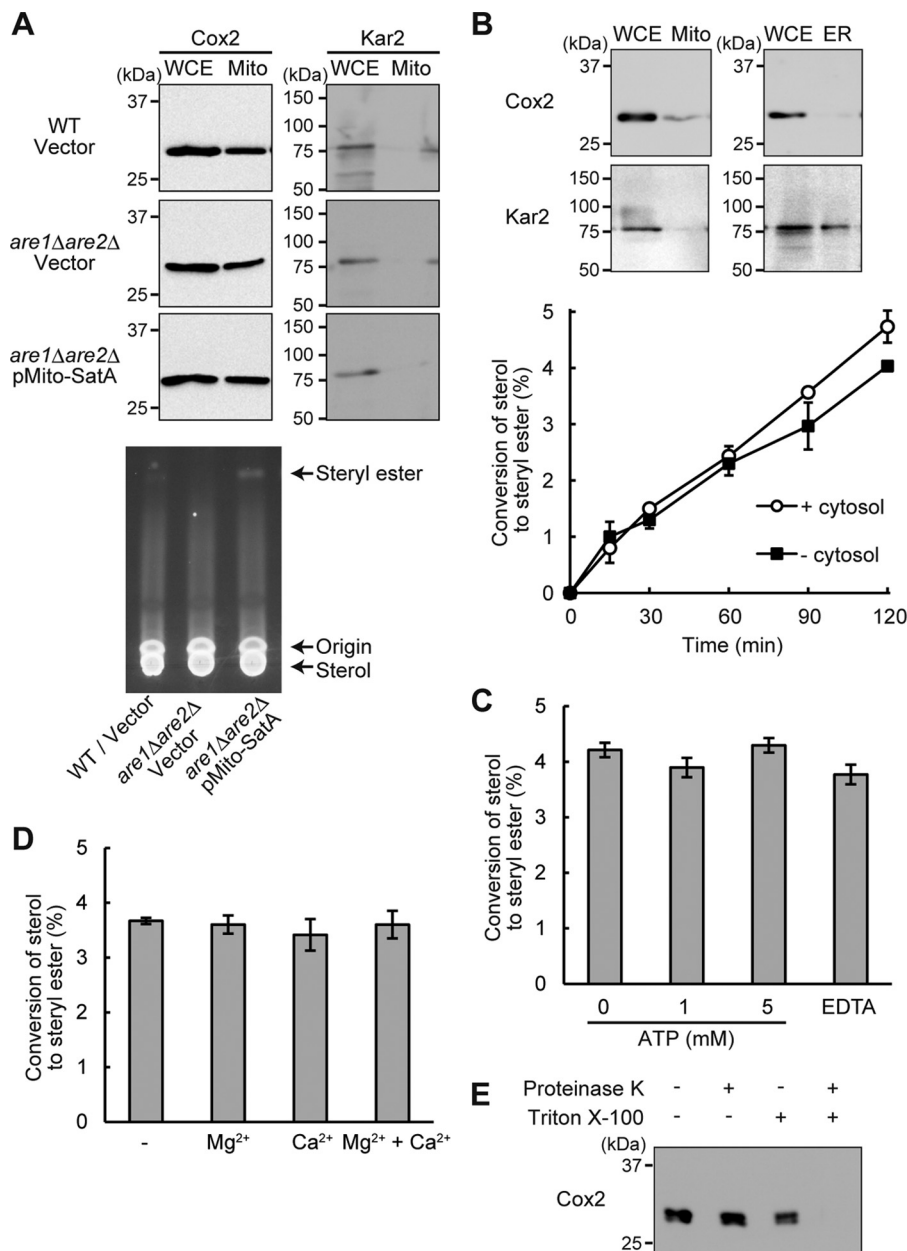 A
Cox2 Kar2
(kDa) WCE Mito (kDa) WCE Mito
WT
Vector
37
25
150
100
75
50
are1Δare2Δ
Vector
37
25
150
100
75
50
are1Δare2Δ
pMito-SatA
37
25
150
100
75
50
Steryl ester
Origin
Sterol
WT / Vector
are1Δare2Δ
Vector
are1Δare2Δ
pMito-SatA
B
(kDa) WCE Mito (kDa) WCE ER
Cox2
37
25
37
25
Kar2
150
100
75
50
150
100
75
50
Conversion of sterol
to steryl ester (%)
5
4
3
2
1
0
+ cytosol
- cytosol
0 30 60 90 120
Time (min)
C
Conversion of sterol
to steryl ester (%)
5
4
3
2
1
0
0 1 5 EDTA
ATP (mM)
D
Conversion of sterol
to steryl ester (%)
5
4
3
2
1
0
- Mg²⁺ Ca²⁺ Mg²⁺ + Ca²⁺
E
Proteinase K - + - +
Triton X-100 - - + +
(kDa)
37
Cox2
25